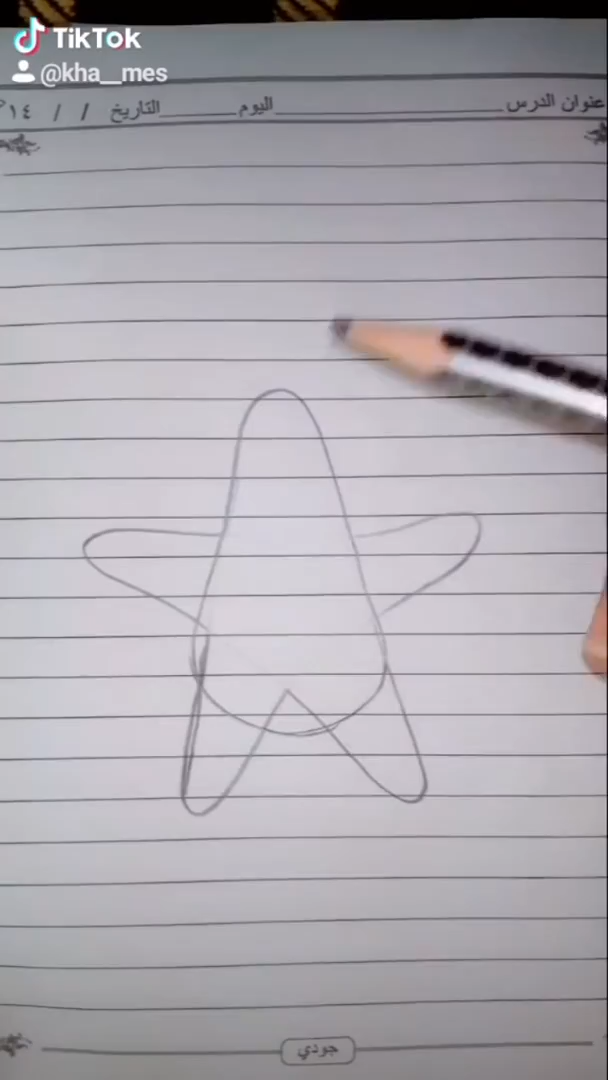 TikTok
@kha__mes
عنوان الدرس اليوم التاريخ / / ١٤
جودي